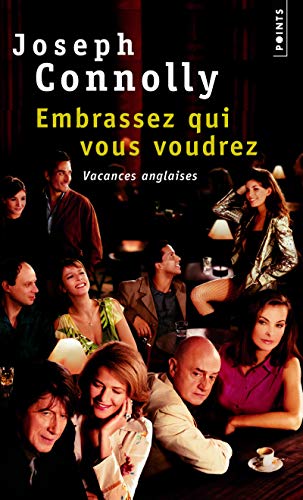 Joseph
Connolly
POINTS
Embrassez qui
vous voudrez
Vacances anglaises